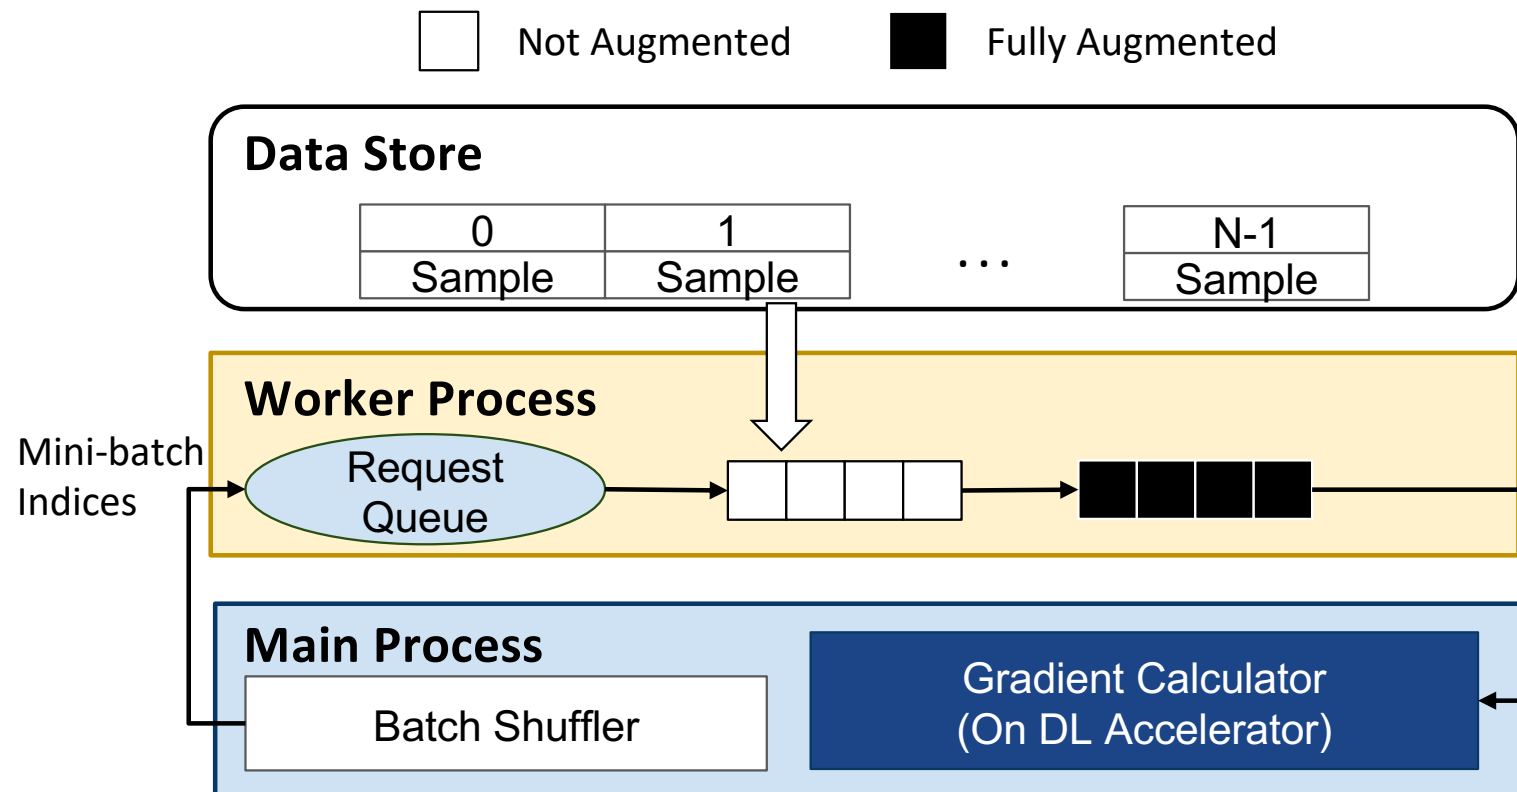 Not Augmented
Fully Augmented
Data Store
0
1
N-1
Sample
Sample
...
Sample
Worker Process
Mini-batch
Indices
Request
Queue
Main Process
Batch Shuffler
Gradient Calculator
(On DL Accelerator)